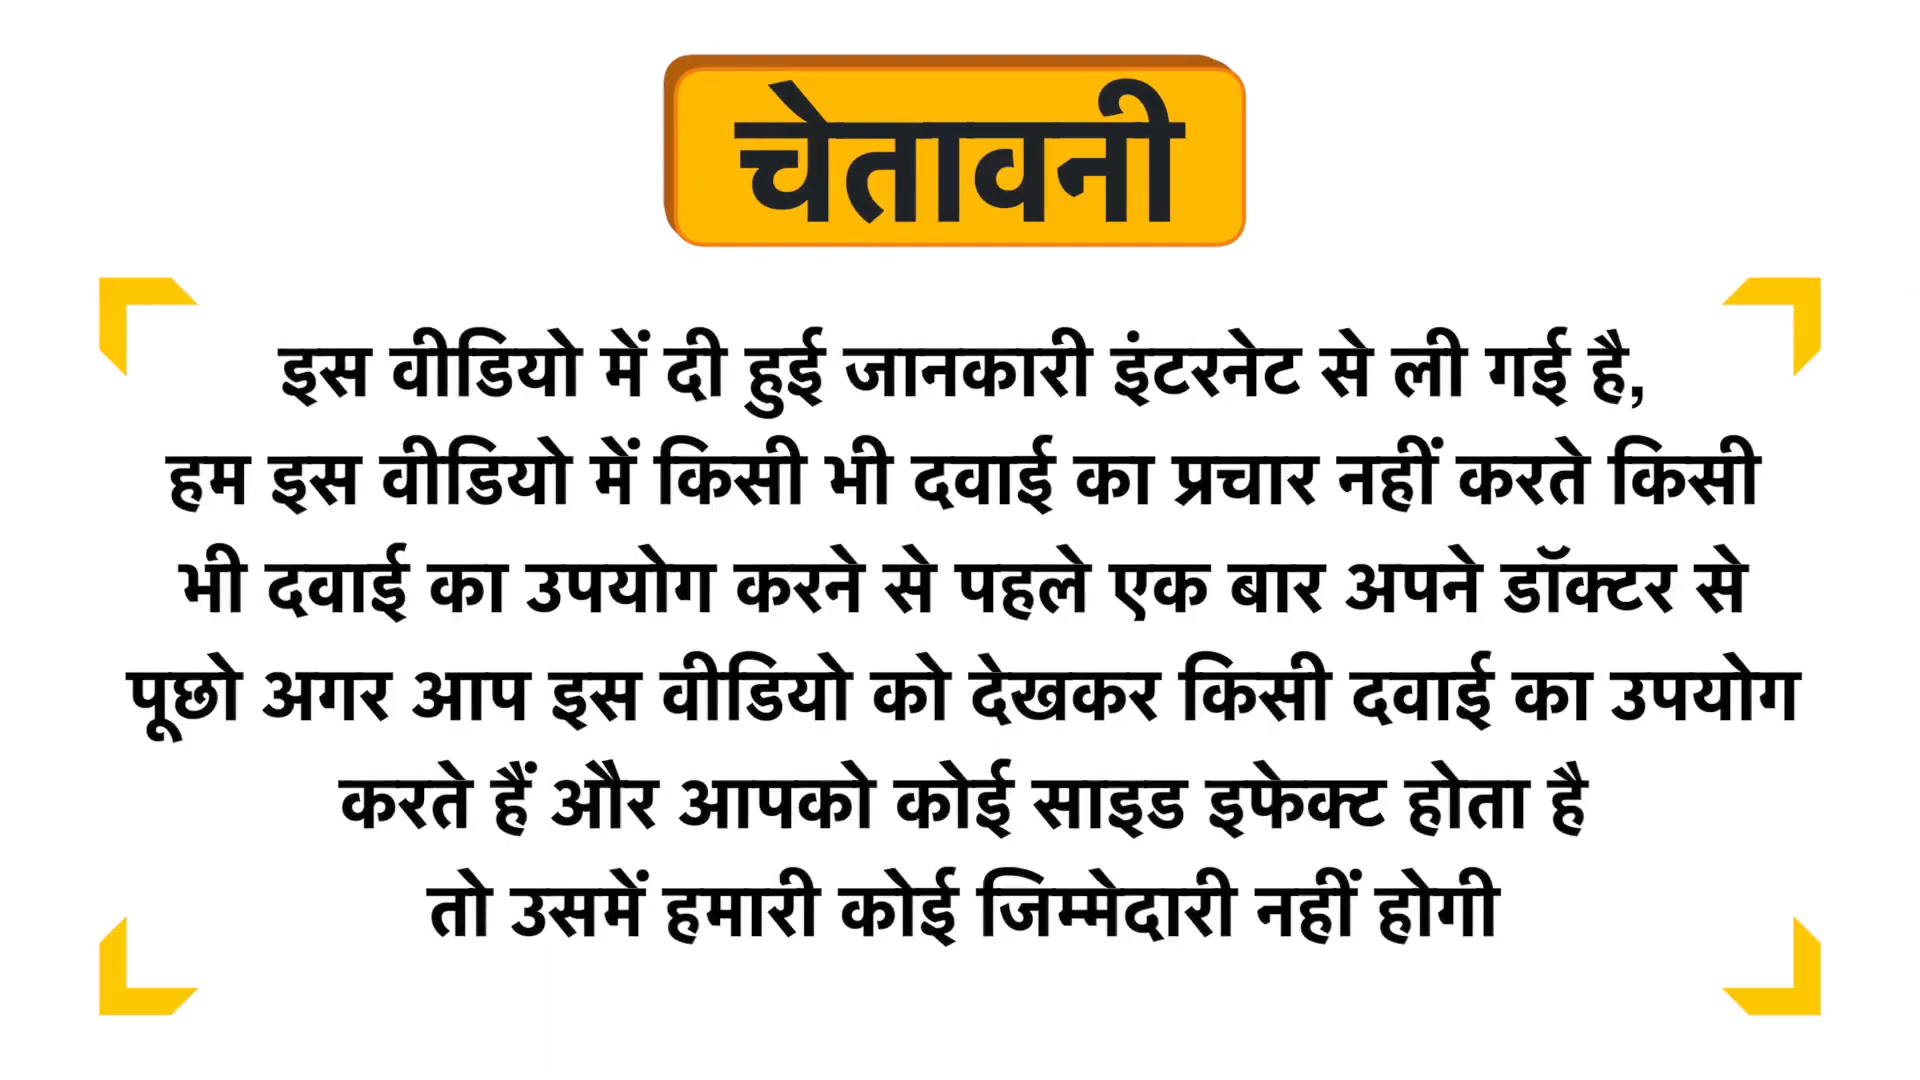 चेतावनी
इस वीडियो में दी हुई जानकारी इंटरनेट से ली गई है,
हम इस वीडियो में किसी भी दवाई का प्रचार नहीं करते किसी
भी दवाई का उपयोग करने से पहले एक बार अपने डॉक्टर से
पूछो अगर आप इस वीडियो को देखकर किसी दवाई का उपयोग
करते हैं और आपको कोई साइड इफेक्ट होता है
तो उसमें हमारी कोई जिम्मेदारी नहीं होगी